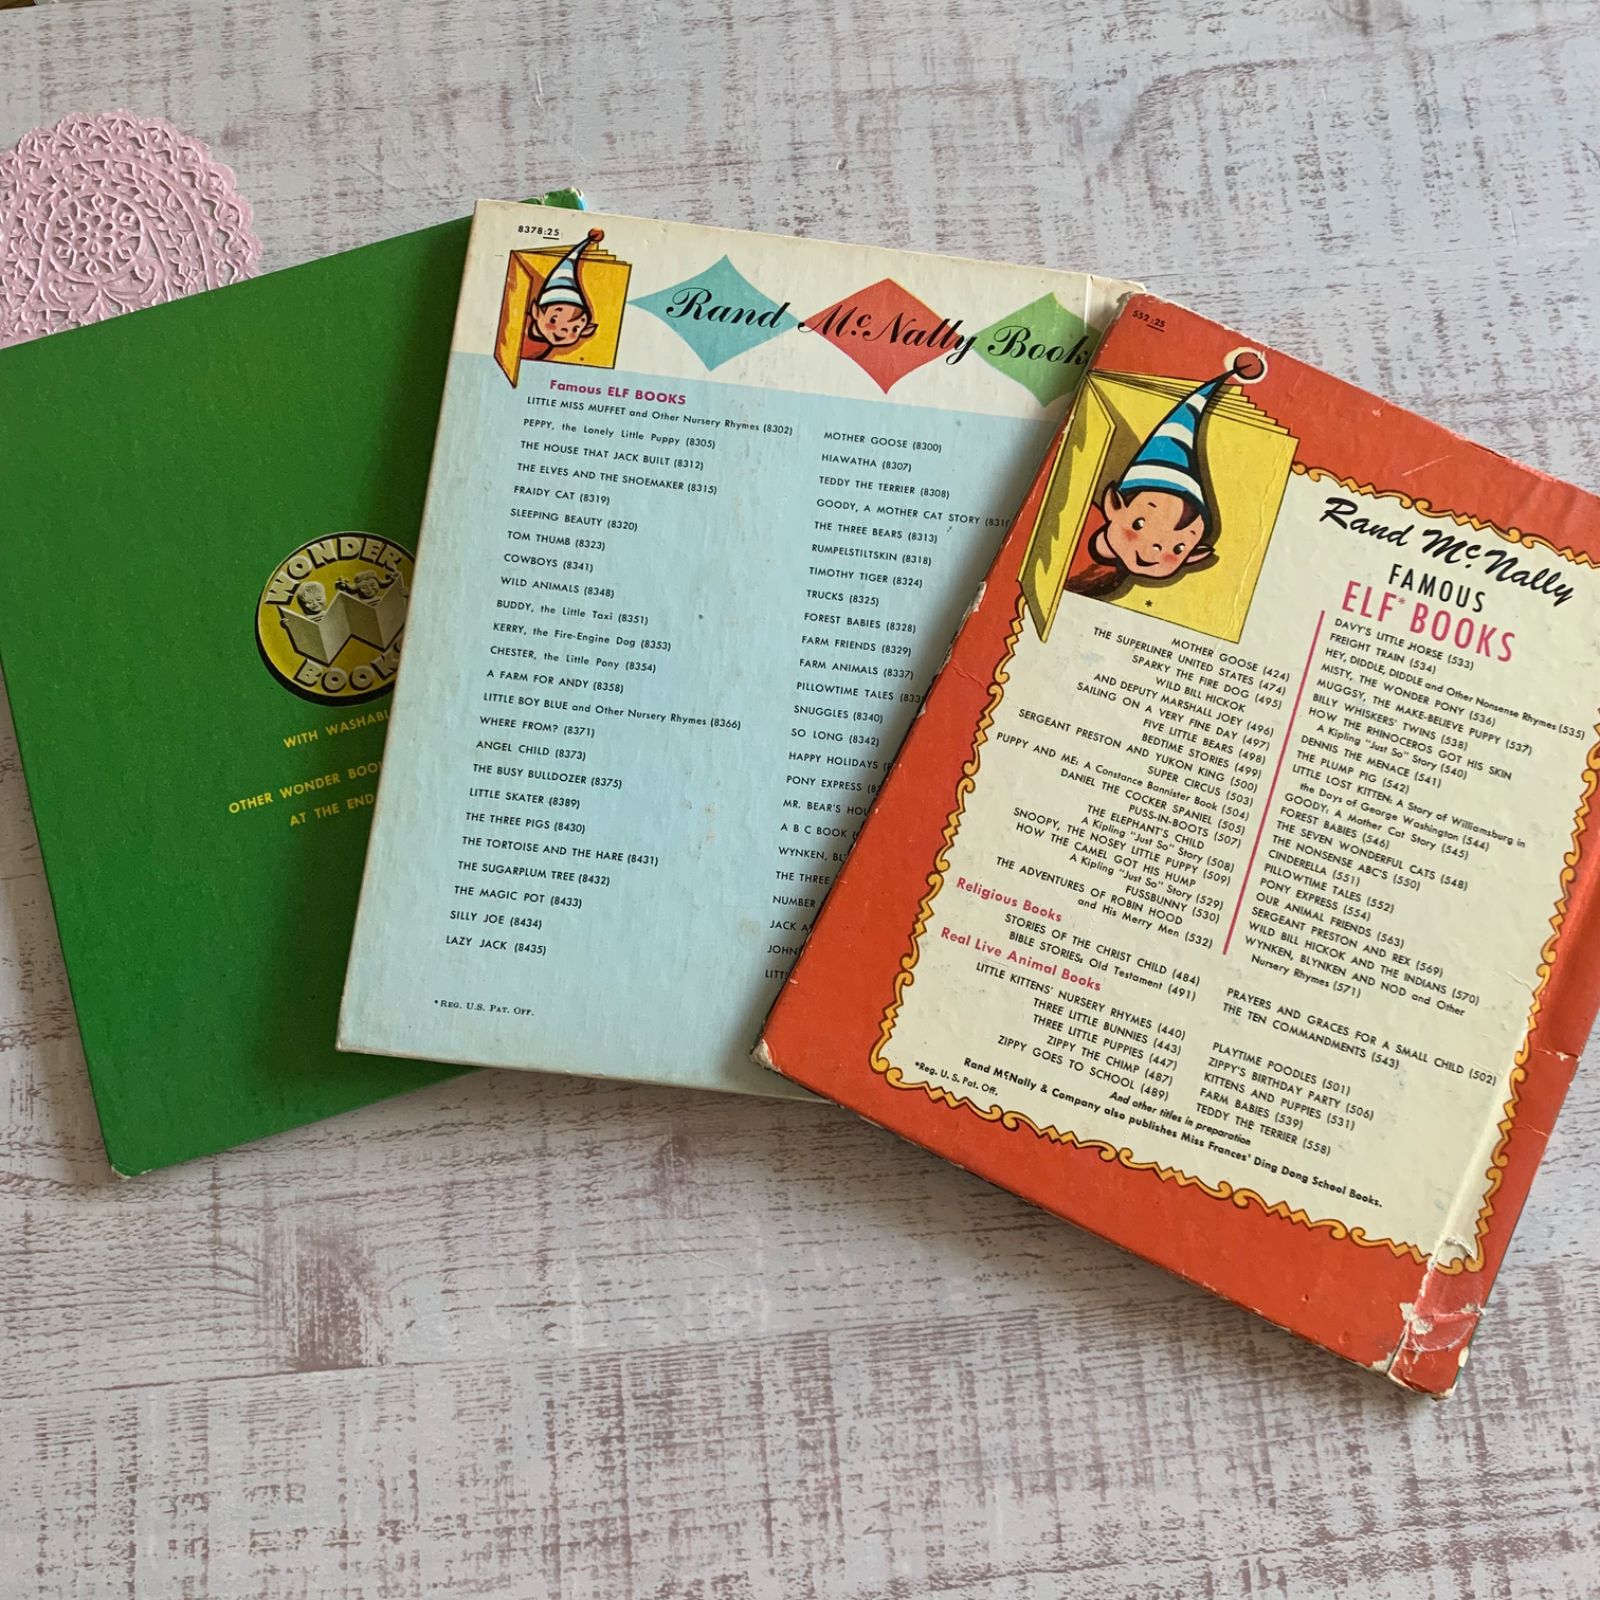 WONDER
BOOKS
WITH WASHABL
OTHER WONDER BOO
AT THE END
8378:25
Rand McNally Book
Famous ELF BOOKS
LITTLE MISS MUFFET and Other Nursery Rhymes (8302)
PEPPY, the Lonely Little Puppy (8305)
THE HOUSE THAT JACK BUILT (8312)
THE ELVES AND THE SHOEMAKER (8315)
FRAIDY CAT (8319)
SLEEPING BEAUTY (8320)
TOM THUMB (8323)
COWBOYS (8341)
WILD ANIMALS (8348)
BUDDY, the Little Taxi (8351)
KERRY, the Fire-Engine Dog (8353)
CHESTER, the Little Pony (8354)
A FARM FOR ANDY (8358)
LITTLE BOY BLUE and Other Nursery Rhymes (8366)
WHERE FROM? (8371)
ANGEL CHILD (8373)
THE BUSY BULLDOZER (8375)
LITTLE SKATER (8389)
THE THREE PIGS (8430)
THE TORTOISE AND THE HARE (8431)
THE SUGARPLUM TREE (8432)
THE MAGIC POT (8433)
SILLY JOE (8434)
LAZY JACK (8435)
MOTHER GOOSE (8300)
HIAWATHA (8307)
TEDDY THE TERRIER (8308)
GOODY, A MOTHER CAT STORY (831
THE THREE BEARS (8313)
RUMPELSTILTSKIN (8318)
TIMOTHY TIGER (8324)
TRUCKS (8325)
FOREST BABIES (8328)
FARM FRIENDS (8329)
FARM ANIMALS (8337)
PILLOWTIME TALES (833
SNUGGLES (8340)
SO LONG (8342)
HAPPY HOLIDAYS (
PONY EXPRESS (8
MR. BEAR'S HOU
A B C BOOK (
WYNKEN, BL
THE THREE
NUMBER
JACK A
JOHN
LITT
*REG. U.S. PAT. OFF.
552:25
Rand McNally
FAMOUS
ELF* BOOKS
*
MOTHER GOOSE (424)
THE SUPERLINER UNITED STATES (474)
SPARKY THE FIRE DOG (495)
WILD BILL HICKOK
AND DEPUTY MARSHALL JOEY (496)
SAILING ON A VERY FINE DAY (497)
FIVE LITTLE BEARS (498)
BEDTIME STORIES (499)
SERGEANT PRESTON AND YUKON KING (500)
SUPER CIRCUS (503)
PUPPY AND ME; A Constance Bannister Book (504)
DANIEL THE COCKER SPANIEL (505)
PUSS-IN-BOOTS (507)
THE ELEPHANT'S CHILD
A Kipling "Just So" Story (508)
SNOOPY, THE NOSEY LITTLE PUPPY (509)
HOW THE CAMEL GOT HIS HUMP
A Kipling "Just So" Story (529)
FUSSBUNNY (530)
THE ADVENTURES OF ROBIN HOOD
and His Merry Men (532)
DAVY'S LITTLE HORSE (533)
FREIGHT TRAIN (534)
HEY, DIDDLE, DIDDLE and Other Nonsense Rhymes (535)
MISTY, THE WONDER PONY (536)
MUGGSY, THE MAKE-BELIEVE PUPPY (537)
BILLY WHISKERS' TWINS (538)
HOW THE RHINOCEROS GOT HIS SKIN
A Kipling "Just So" Story (540)
DENNIS THE MENACE (541)
THE PLUMP PIG (542)
LITTLE LOST KITTEN: A Story of Williamsburg in
the Days of George Washington (544)
GOODY, A Mother Cat Story (545)
FOREST BABIES (546)
THE SEVEN WONDERFUL CATS (548)
THE NONSENSE ABC'S (550)
CINDERELLA (551)
PILLOWTIME TALES (552)
PONY EXPRESS (554)
OUR ANIMAL FRIENDS (563)
SERGEANT PRESTON AND REX (569)
WILD BILL HICKOK AND THE INDIANS (570)
WYNKEN, BLYNKEN AND NOD and Other
Nursery Rhymes (571)
Religious Books
STORIES OF THE CHRIST CHILD (484)
BIBLE STORIES; Old Testament (491)
PRAYERS AND GRACES FOR A SMALL CHILD (502)
THE TEN COMMANDMENTS (543)
Real Live Animal Books
LITTLE KITTENS' NURSERY RHYMES (440)
THREE LITTLE BUNNIES (443)
THREE LITTLE PUPPIES (447)
ZIPPY THE CHIMP (487)
ZIPPY GOES TO SCHOOL (489)
PLAYTIME POODLES (501)
ZIPPY'S BIRTHDAY PARTY (506)
KITTENS AND PUPPIES (531)
FARM BABIES (539)
TEDDY THE TERRIER (558)
And other titles in preparation
Rand McNally & Company also publishes Miss Frances' Ding Dong School Books.
*Reg. U. S. Pat. Off.